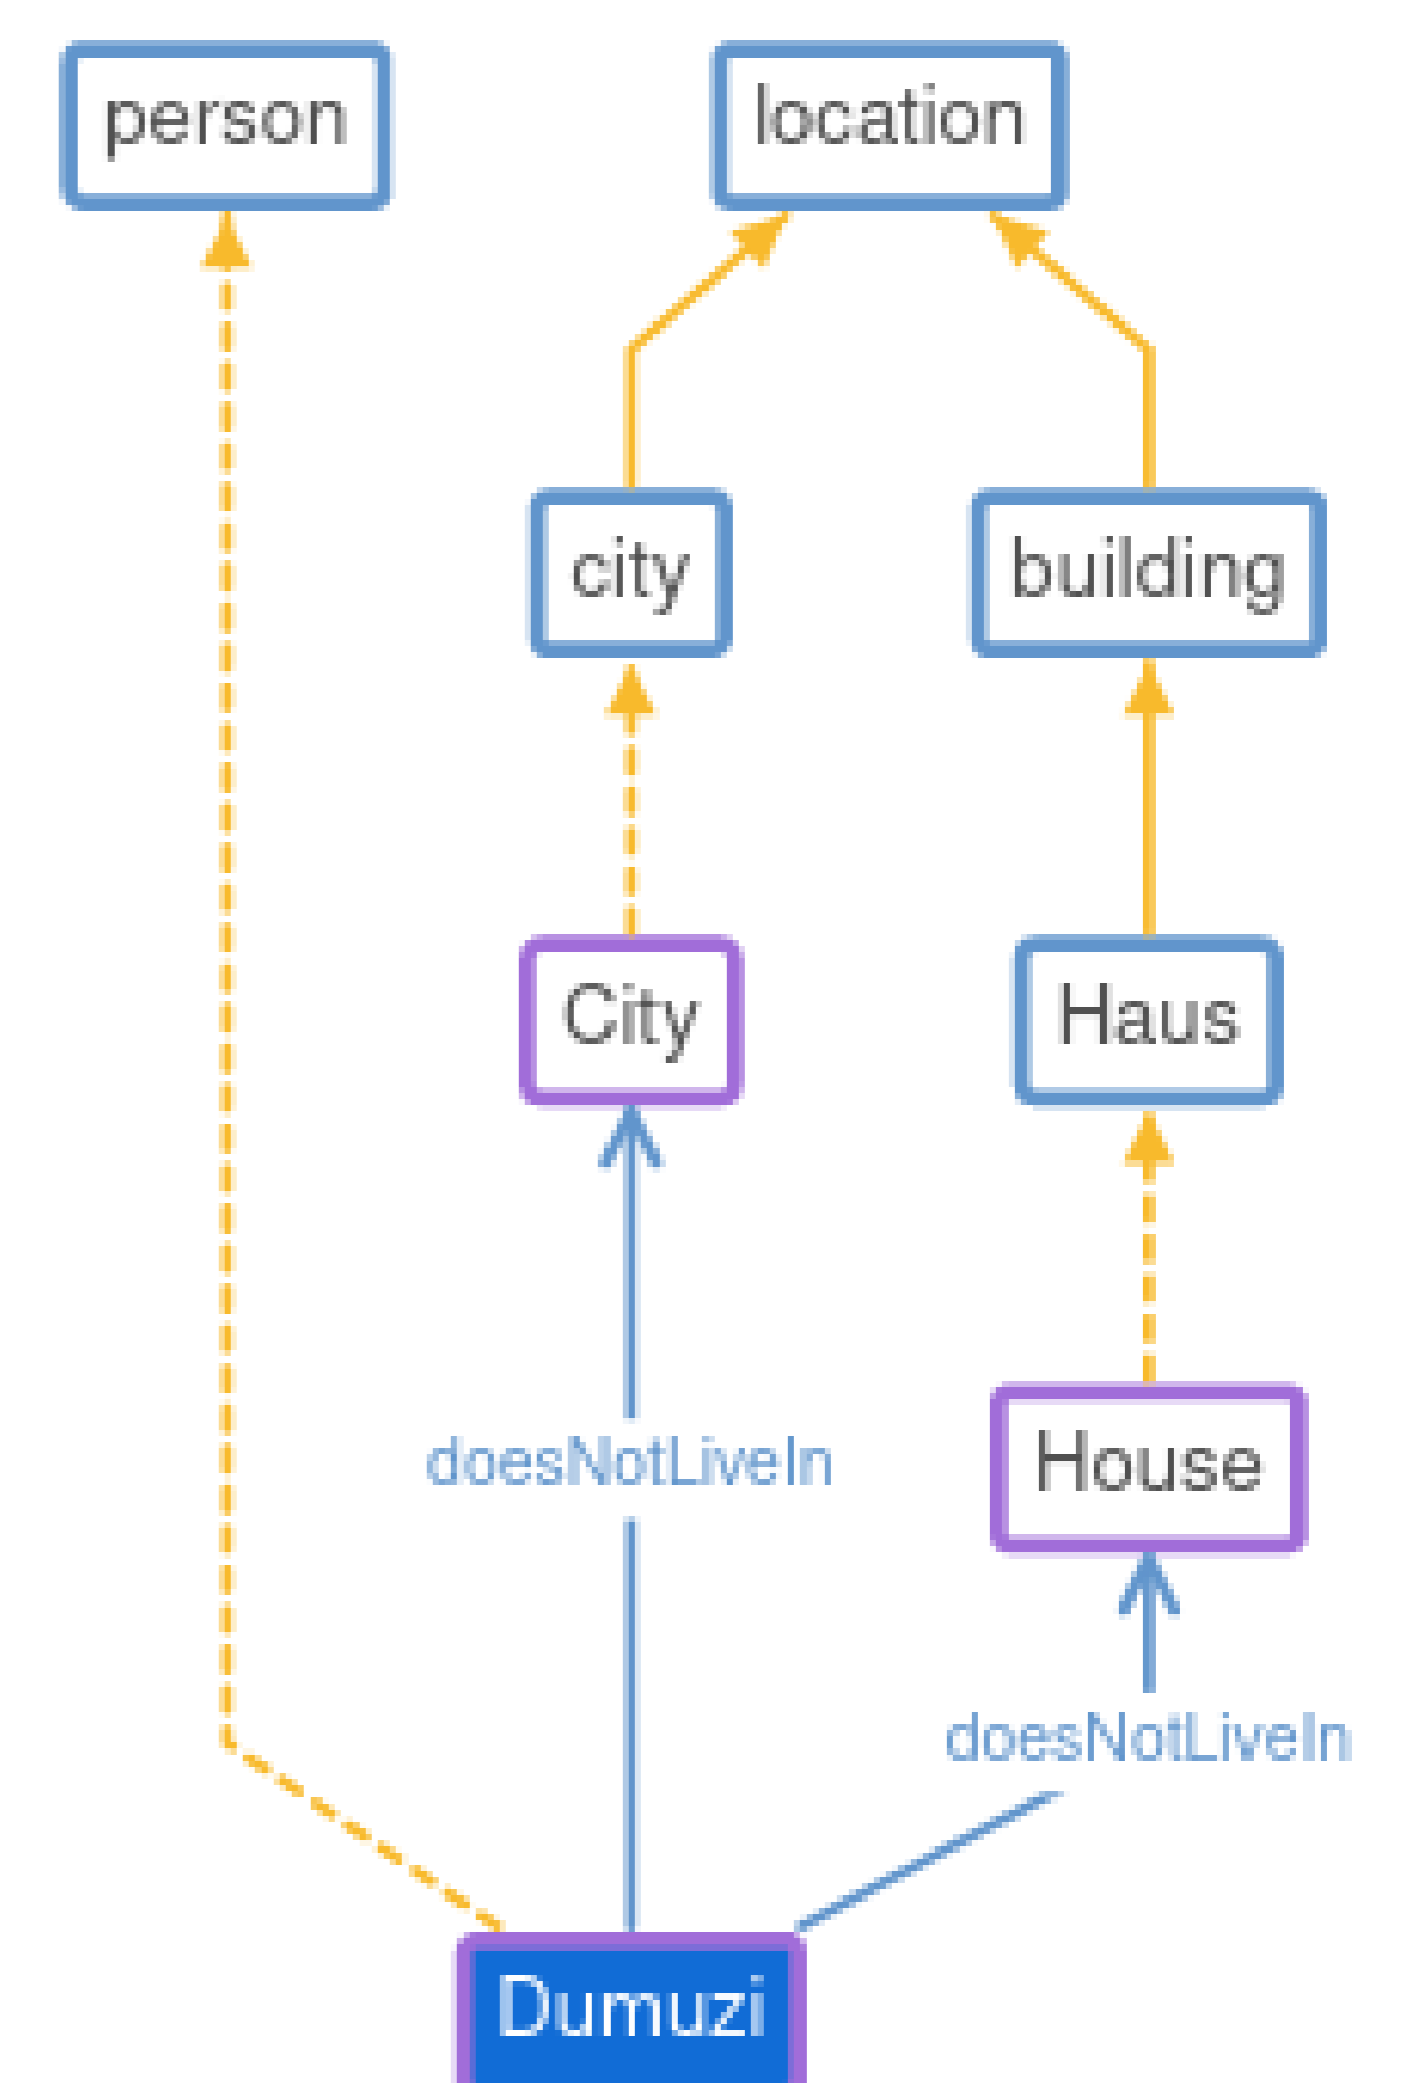 person
location
city
building
City
Haus
doesNotLiveIn
House
doesNotLiveIn
Dumuzi